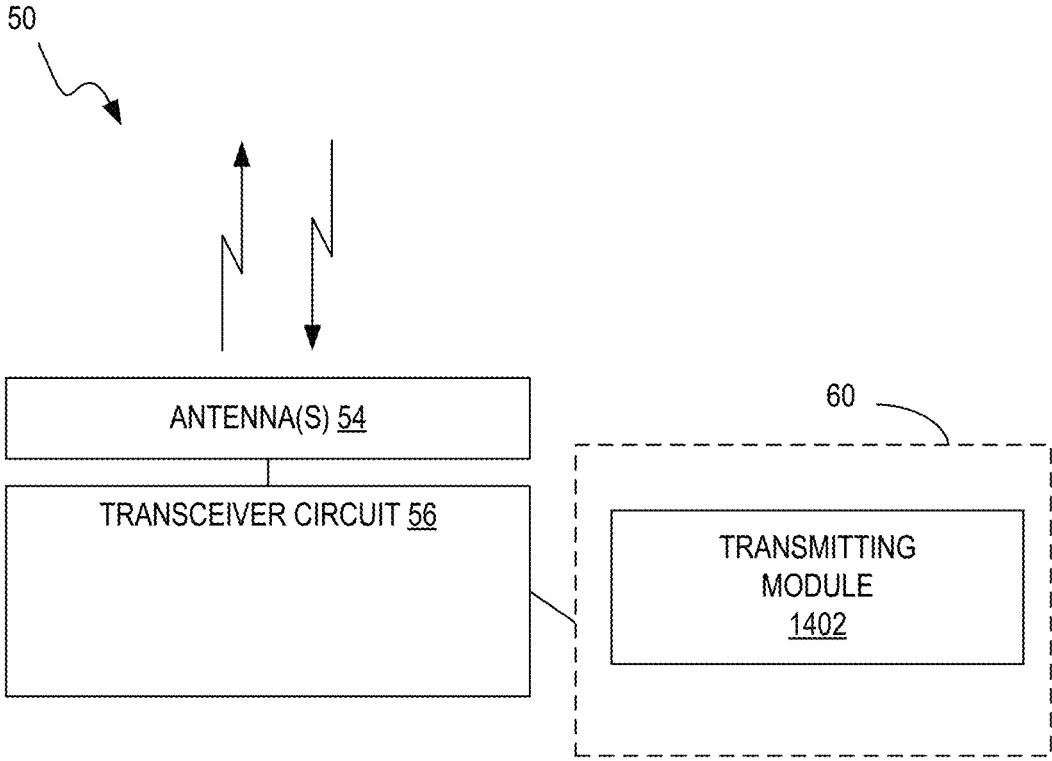 50
ANTENNA(S) 54
60
TRANSCEIVER CIRCUIT 56
TRANSMITTING
MODULE
1402